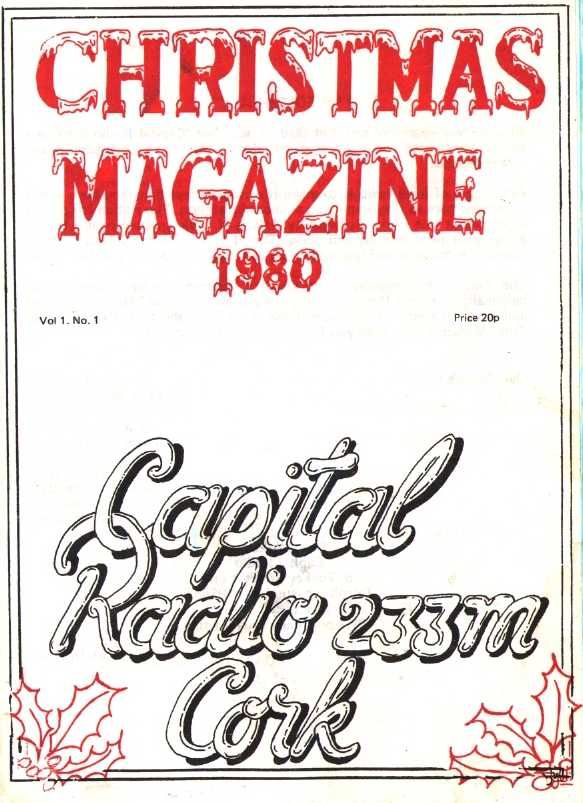 CHRISTMAS
MAGAZINE
1980
Vol 1. No. 1
Price 20p
Capital
Radio 233m
Cork